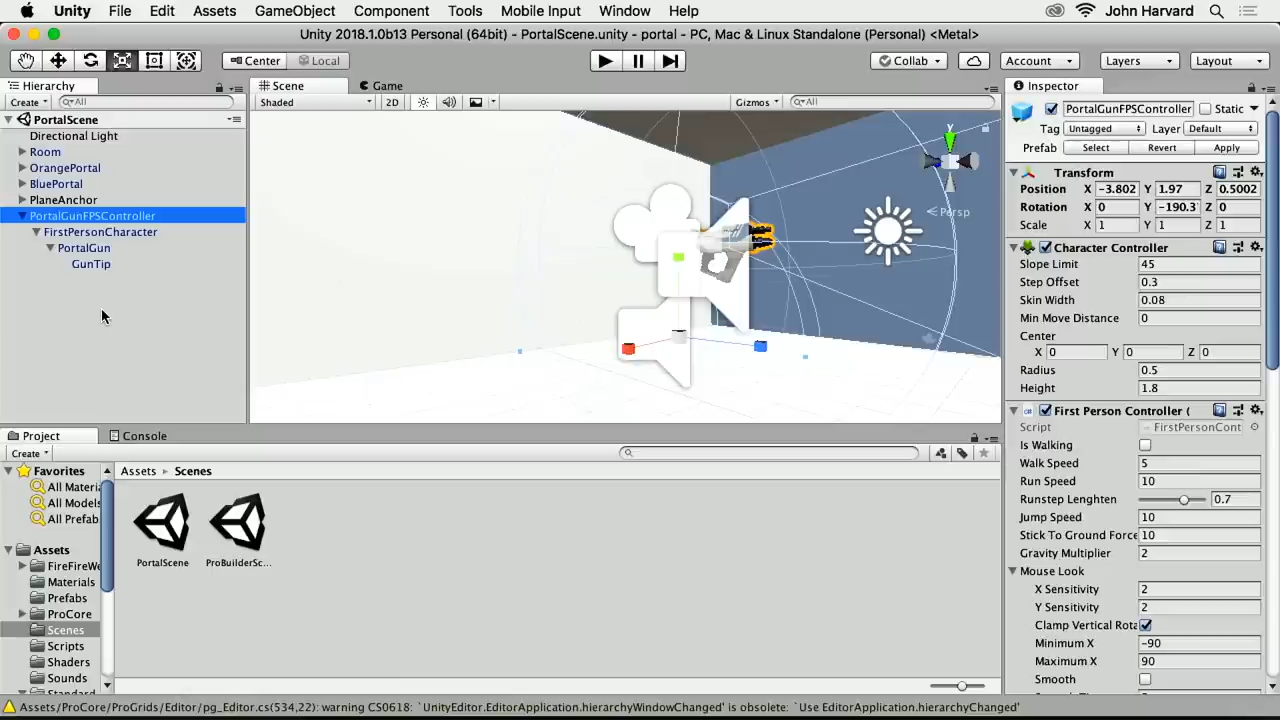 Unity File Edit Assets GameObject Component Tools Mobile Input Window Help John Harvard
Unity 2018.1.0b13 Personal (64bit) - PortalScene.unity - portal - PC, Mac & Linux Standalone (Personal) <Metal>
Center Local Collab Account Layers Layout
Hierarchy
Create All
PortalScene
Directional Light
Room
OrangePortal
BluePortal
PlaneAnchor
PortalGunFPSController
FirstPersonCharacter
PortalGun
GunTip
Scene Game
Shaded 2D Gizmos All
y
Persp
Project Console
Create
Favorites
All Materi
All Models
All Prefab
Assets
FireFireWe
Materials
Prefabs
ProCore
Scenes
Scripts
Shaders
Sounds
Standard
Assets Scenes
PortalScene ProBuilderSc...
Inspector
PortalGunFPSController Static
Tag Untagged Layer Default
Prefab Select Revert Apply
Transform
Position X -3.802 Y 1.97 Z 0.5002
Rotation X 0 Y -190.3 Z 0
Scale X 1 Y 1 Z 1
Character Controller
Slope Limit 45
Step Offset 0.3
Skin Width 0.08
Min Move Distance 0
Center
X 0 Y 0 Z 0
Radius 0.5
Height 1.8
First Person Controller (
Script FirstPersonCont
Is Walking
Walk Speed 5
Run Speed 10
Runstep Lenghten 0.7
Jump Speed 10
Stick To Ground Force 10
Gravity Multiplier 2
Mouse Look
X Sensitivity 2
Y Sensitivity 2
Clamp Vertical Rota
Minimum X -90
Maximum X 90
Smooth
Assets/ProCore/ProGrids/Editor/pg_Editor.cs(534,22): warning CS0618: `UnityEditor.EditorApplication.hierarchyWindowChanged' is obsolete: `Use EditorApplication.hierarchyChanged'